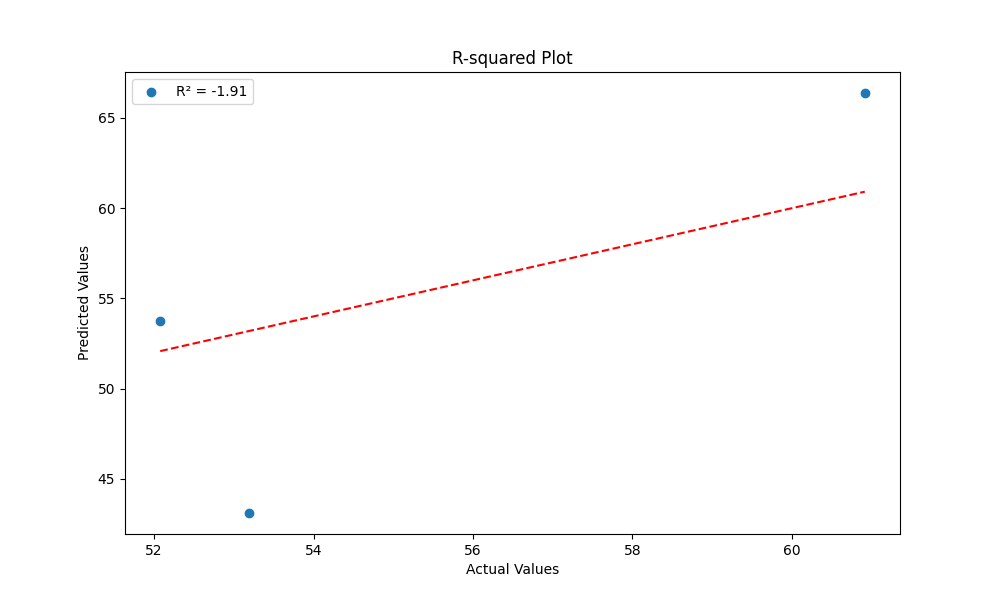 R-squared Plot
R² = -1.91
65
60
55
50
45
Predicted Values
52
54
56
58
60
Actual Values